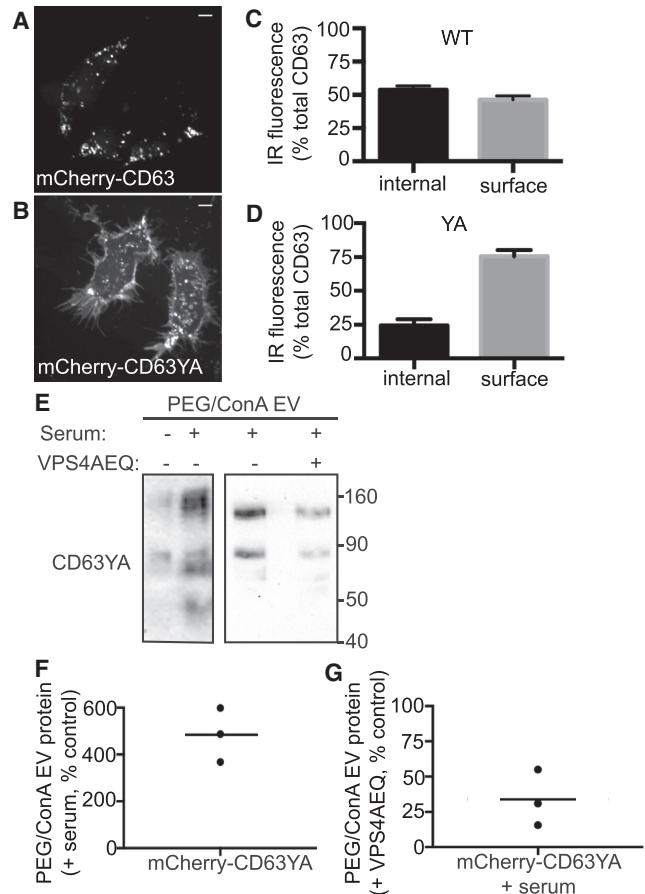 A
mCherry-CD63
B
mCherry-CD63YA
C
WT
IR fluorescence
(% total CD63)
100
75
50
25
0
internal surface
D
YA
IR fluorescence
(% total CD63)
100
75
50
25
0
internal surface
E
PEG/ConA EV
Serum: - + + +
VPS4AEQ: - - - +
CD63YA
160
90
50
40
F
PEG/ConA EV protein
(+ serum, % control)
600
400
200
0
mCherry-CD63YA
G
PEG/ConA EV protein
(+ VPS4AEQ, % control)
100
75
50
25
0
mCherry-CD63YA
+ serum